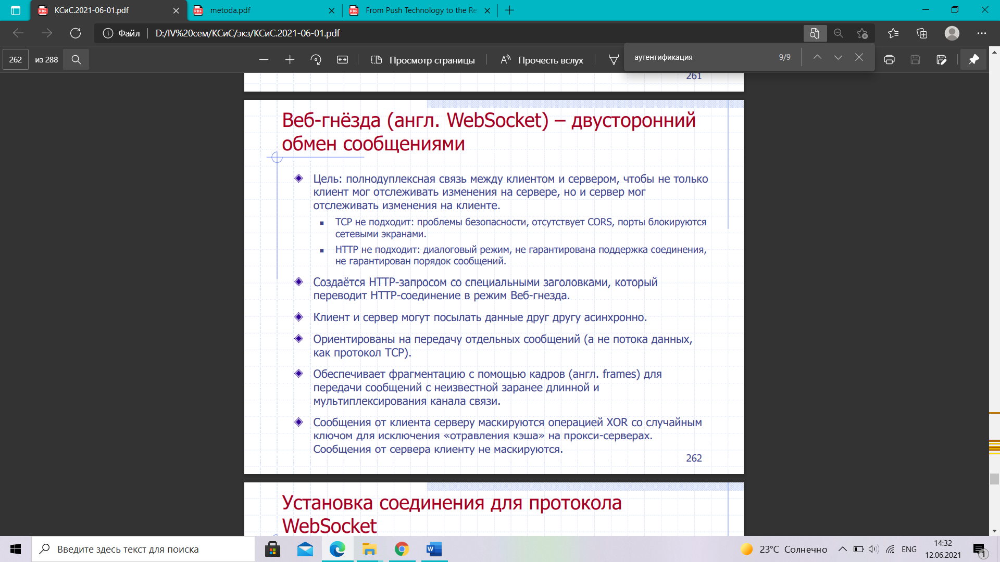 КСиС.2021-06-01.pdf
metoda.pdf
From Push Technology to the Re
Файл
D:/IV%20сем/КСиС/экз/КСиС.2021-06-01.pdf
262
из 288
Просмотр страницы
Прочесть вслух
аутентификация
9/9
261
Веб-гнёзда (англ. WebSocket) – двусторонний
обмен сообщениями
Цель: полнодуплексная связь между клиентом и сервером, чтобы не только
клиент мог отслеживать изменения на сервере, но и сервер мог
отслеживать изменения на клиенте.
TCP не подходит: проблемы безопасности, отсутствует CORS, порты блокируются
сетевыми экранами.
HTTP не подходит: диалоговый режим, не гарантирована поддержка соединения,
не гарантирован порядок сообщений.
Создаётся HTTP-запросом со специальными заголовками, который
переводит HTTP-соединение в режим Веб-гнезда.
Клиент и сервер могут посылать данные друг другу асинхронно.
Ориентированы на передачу отдельных сообщений (а не потока данных,
как протокол TCP).
Обеспечивает фрагментацию с помощью кадров (англ. frames) для
передачи сообщений с неизвестной заранее длинной и
мультиплексирования канала связи.
Сообщения от клиента серверу маскируются операцией XOR со случайным
ключом для исключения «отравления кэша» на прокси-серверах.
Сообщения от сервера клиенту не маскируются.
262
Установка соединения для протокола
WebSocket
Введите здесь текст для поиска
23°C Солнечно
ENG
14:32
12.06.2021
1